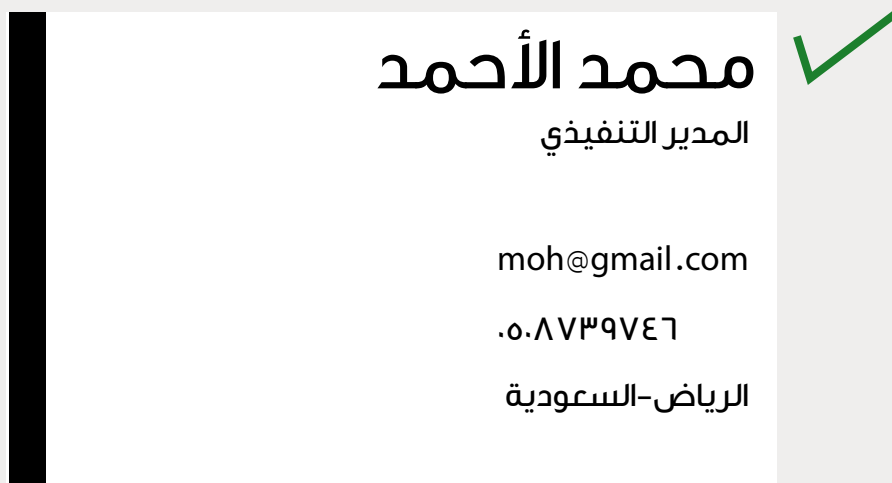 محمد الأحمد
المدير التنفيذي
moh@gmail.com
٠٥٠٨٧٣٩٧٤٦
الرياض-السعودية